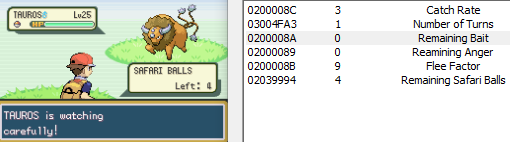 TAUROS♂ Lv25
SAFARI BALLS
Left: 4
TAUROS is watching
carefully!
0200008C 3 Catch Rate
03004FA3 1 Number of Turns
0200008A 0 Remaining Bait
02000089 0 Reamining Anger
0200008B 9 Flee Factor
02039994 4 Remaining Safari Balls